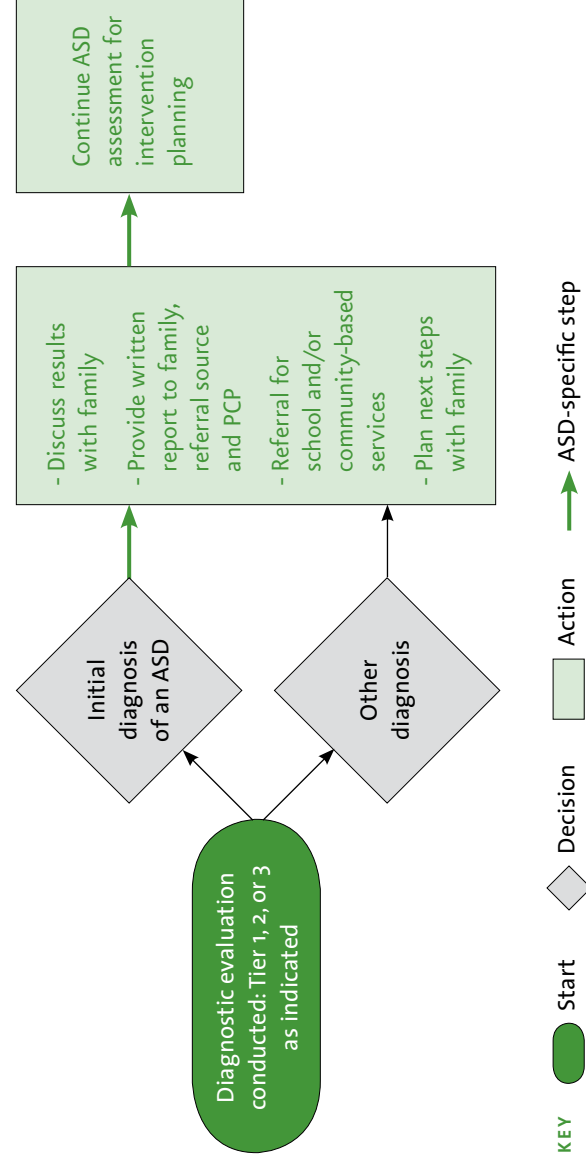 Diagnostic evaluation
conducted: Tier 1, 2, or 3
as indicated
Initial
diagnosis
of an ASD
Other
diagnosis
- Discuss results
with family
- Provide written
report to family,
referral source
and PCP
- Referral for
school and/or
community-based
services
- Plan next steps
with family
Continue ASD
assessment for
intervention
planning
KEY Start Decision Action ASD-specific step